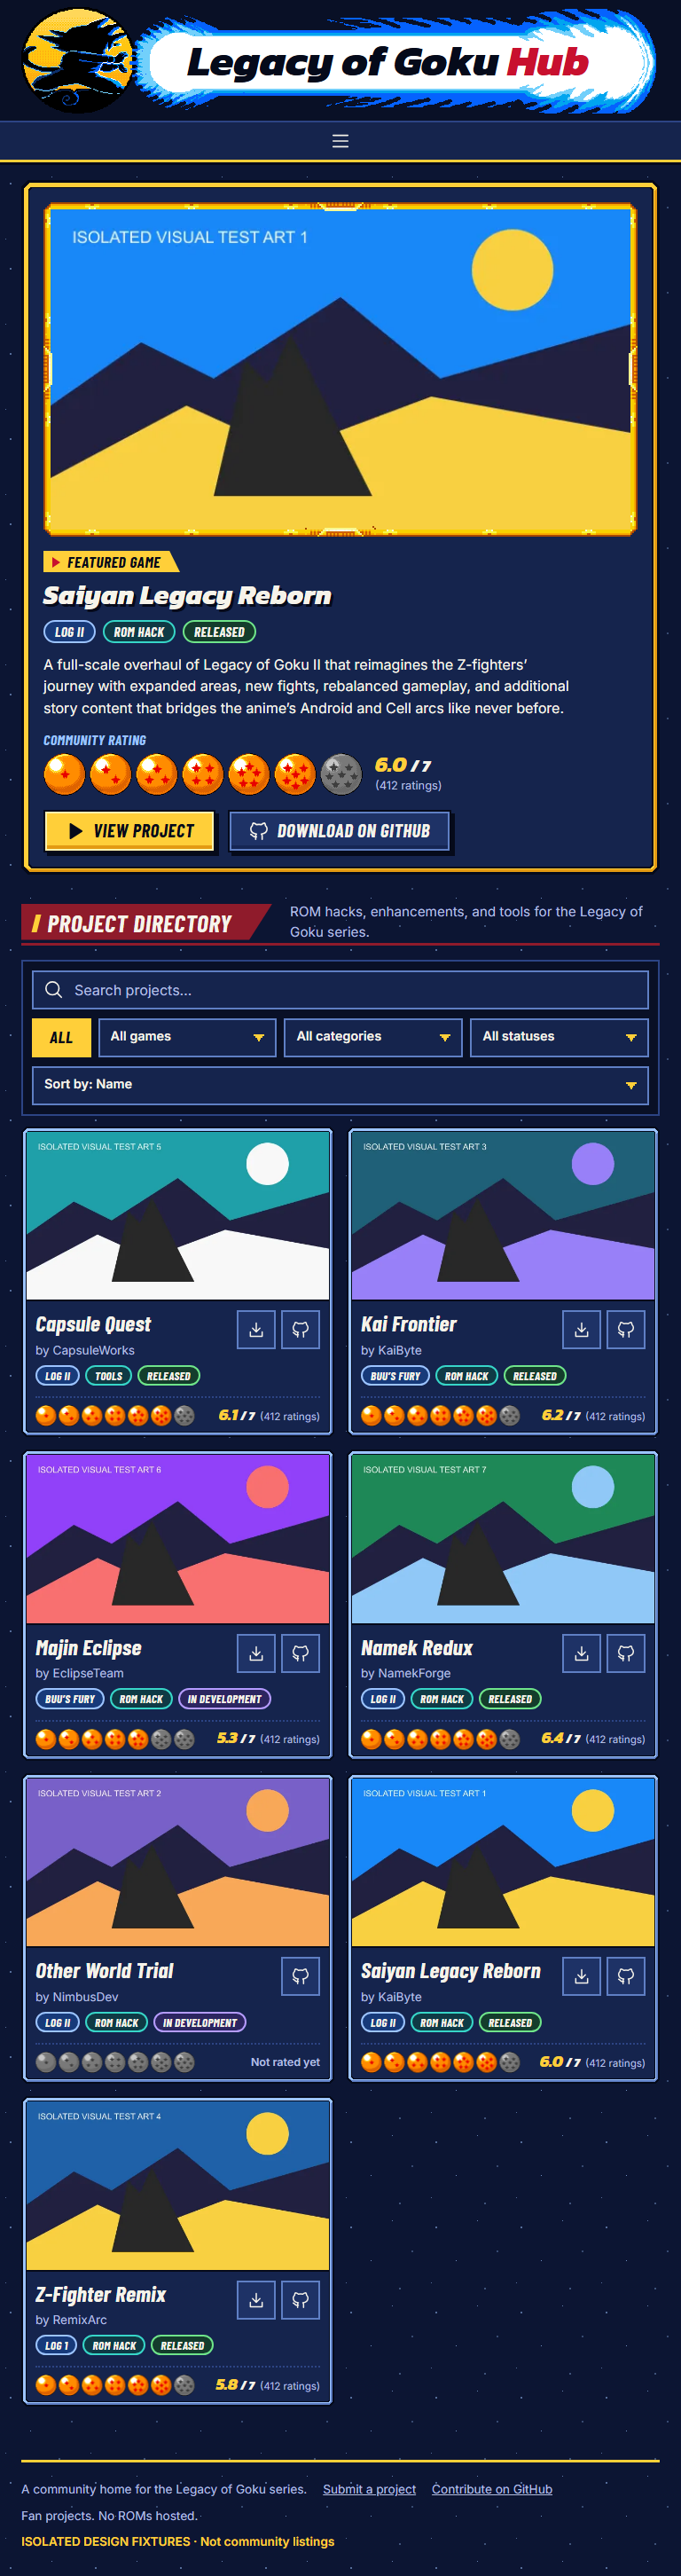 Legacy of Goku Hub
ISOLATED VISUAL TEST ART 1
FEATURED GAME
Saiyan Legacy Reborn
LOG II
ROM HACK
RELEASED
A full-scale overhaul of Legacy of Goku II that reimagines the Z-fighters’
journey with expanded areas, new fights, rebalanced gameplay, and additional
story content that bridges the anime’s Android and Cell arcs like never before.
COMMUNITY RATING
6.0 / 7
(412 ratings)
VIEW PROJECT
DOWNLOAD ON GITHUB
PROJECT DIRECTORY
ROM hacks, enhancements, and tools for the Legacy of
Goku series.
Search projects...
ALL
All games
All categories
All statuses
Sort by: Name
ISOLATED VISUAL TEST ART 5
Capsule Quest
by CapsuleWorks
LOG II
TOOLS
RELEASED
6.1 / 7 (412 ratings)
ISOLATED VISUAL TEST ART 3
Kai Frontier
by KaiByte
BUU'S FURY
ROM HACK
RELEASED
6.2 / 7 (412 ratings)
ISOLATED VISUAL TEST ART 6
Majin Eclipse
by EclipseTeam
BUU'S FURY
ROM HACK
IN DEVELOPMENT
5.3 / 7 (412 ratings)
ISOLATED VISUAL TEST ART 7
Namek Redux
by NamekForge
LOG II
ROM HACK
RELEASED
6.4 / 7 (412 ratings)
ISOLATED VISUAL TEST ART 2
Other World Trial
by NimbusDev
LOG II
ROM HACK
IN DEVELOPMENT
Not rated yet
ISOLATED VISUAL TEST ART 1
Saiyan Legacy Reborn
by KaiByte
LOG II
ROM HACK
RELEASED
6.0 / 7 (412 ratings)
ISOLATED VISUAL TEST ART 4
Z-Fighter Remix
by RemixArc
LOG 1
ROM HACK
RELEASED
5.8 / 7 (412 ratings)
A community home for the Legacy of Goku series. Submit a project Contribute on GitHub
Fan projects. No ROMs hosted.
ISOLATED DESIGN FIXTURES · Not community listings